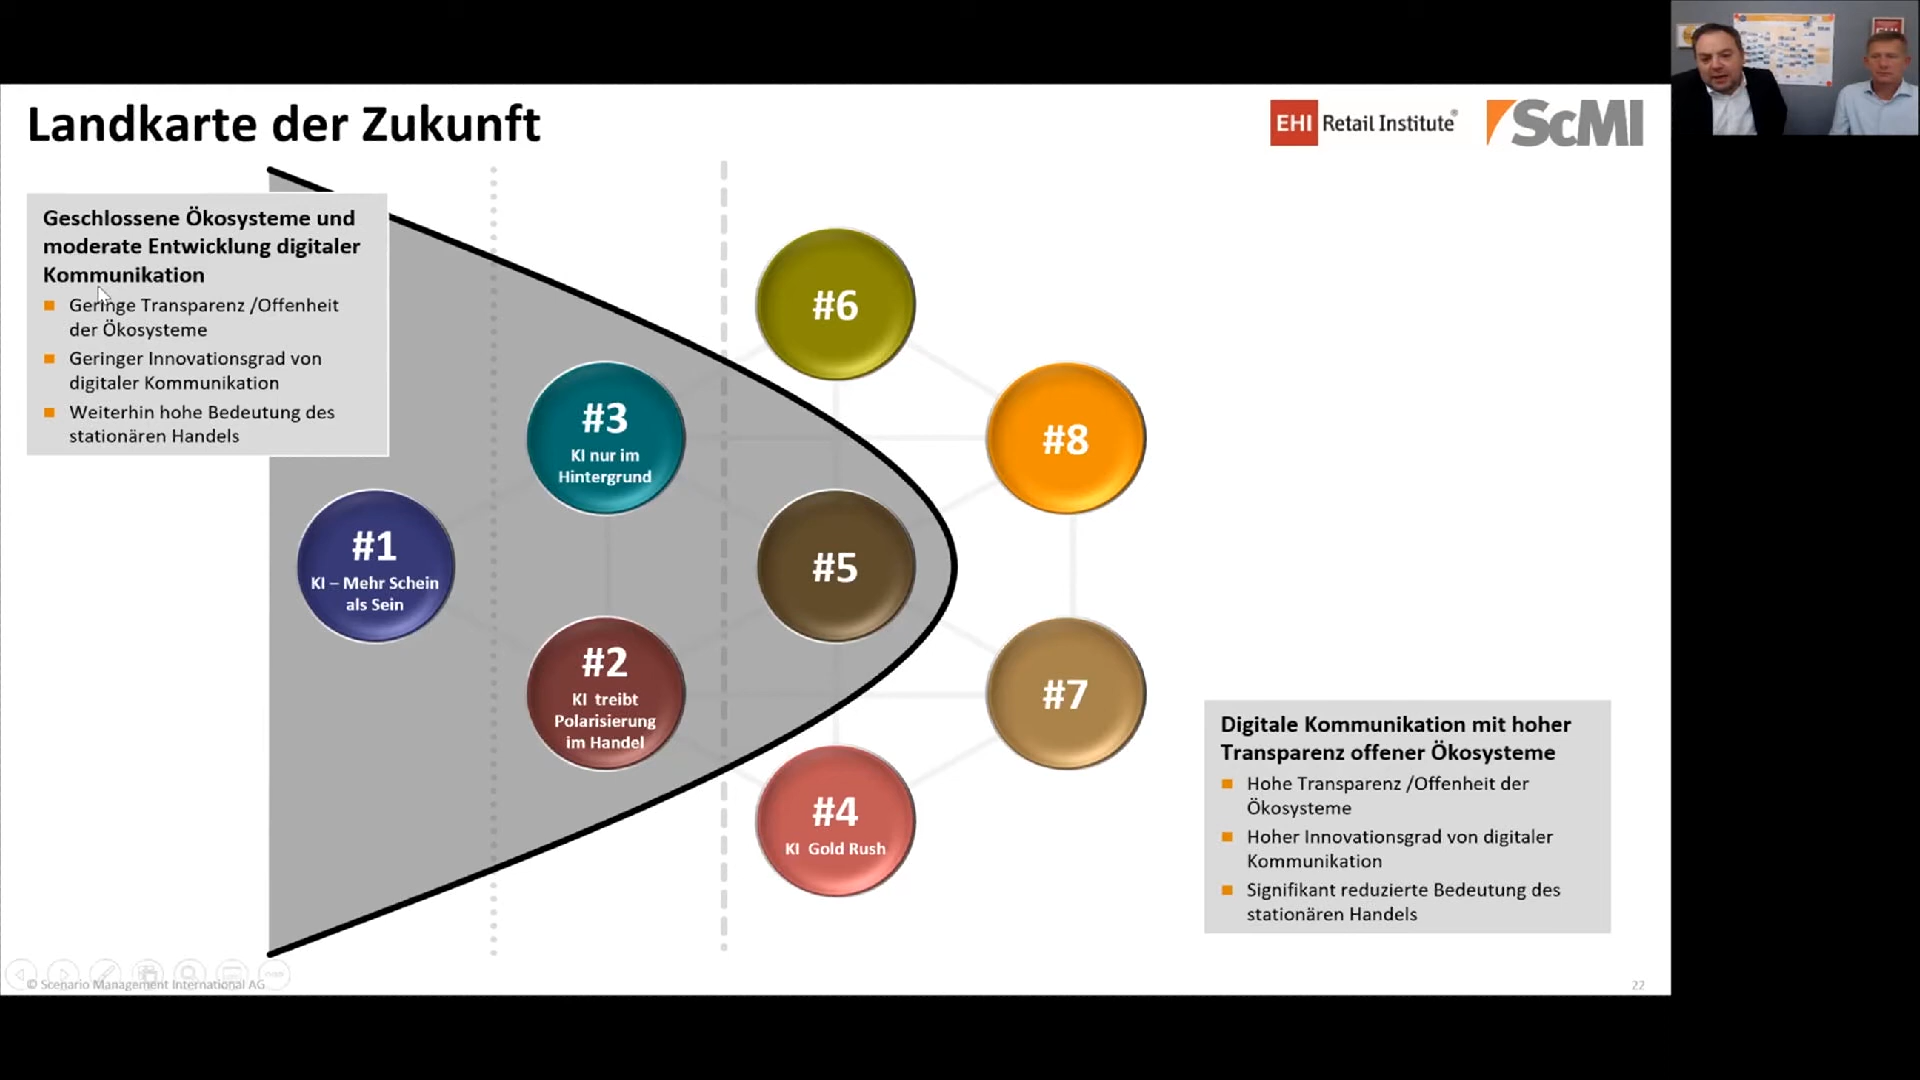 Landkarte der Zukunft
EHI Retail Institute®
ScMI
Geschlossene Ökosysteme und
moderate Entwicklung digitaler
Kommunikation
Geringe Transparenz /Offenheit
der Ökosysteme
Geringer Innovationsgrad von
digitaler Kommunikation
Weiterhin hohe Bedeutung des
stationären Handels
#6
#3
KI nur im
Hintergrund
#8
#1
KI – Mehr Schein
als Sein
#5
#2
KI treibt
Polarisierung
im Handel
#7
#4
KI Gold Rush
Digitale Kommunikation mit hoher
Transparenz offener Ökosysteme
Hohe Transparenz /Offenheit der
Ökosysteme
Hoher Innovationsgrad von digitaler
Kommunikation
Signifikant reduzierte Bedeutung des
stationären Handels
© Scenario Management International AG
22
EHI